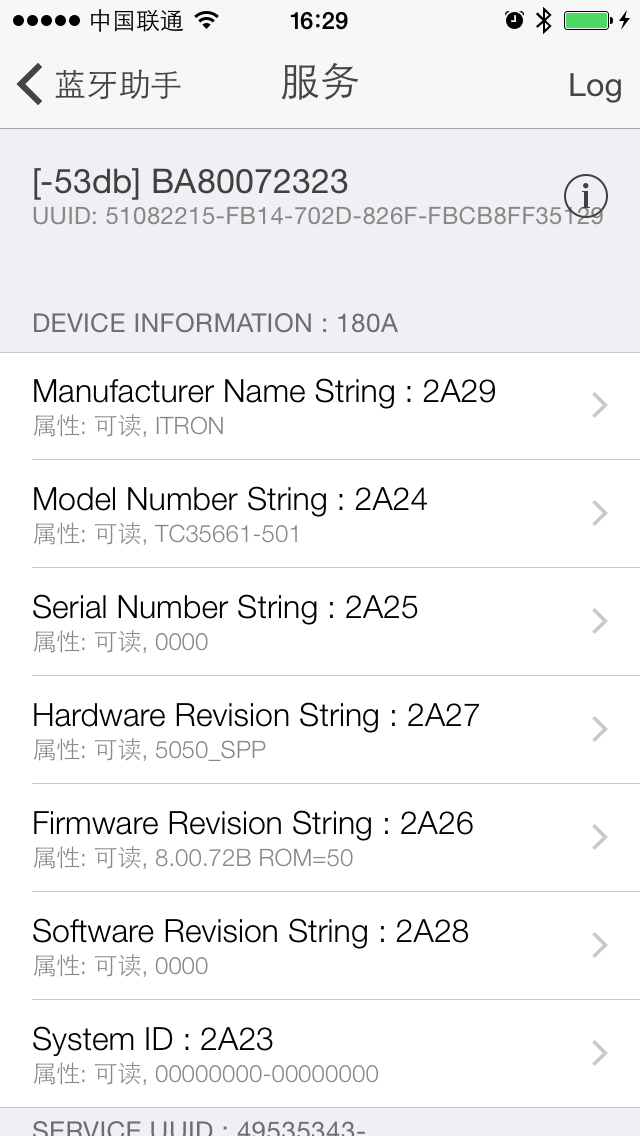 中国联通 16:29
蓝牙助手 服务 Log
[-53db] BA80072323
UUID: 51082215-FB14-702D-826F-FBCB8FF35129
DEVICE INFORMATION : 180A
Manufacturer Name String : 2A29
属性: 可读, ITRON
Model Number String : 2A24
属性: 可读, TC35661-501
Serial Number String : 2A25
属性: 可读, 0000
Hardware Revision String : 2A27
属性: 可读, 5050_SPP
Firmware Revision String : 2A26
属性: 可读, 8.00.72B ROM=50
Software Revision String : 2A28
属性: 可读, 0000
System ID : 2A23
属性: 可读, 00000000-00000000
SERVICE UUID : 49535343-